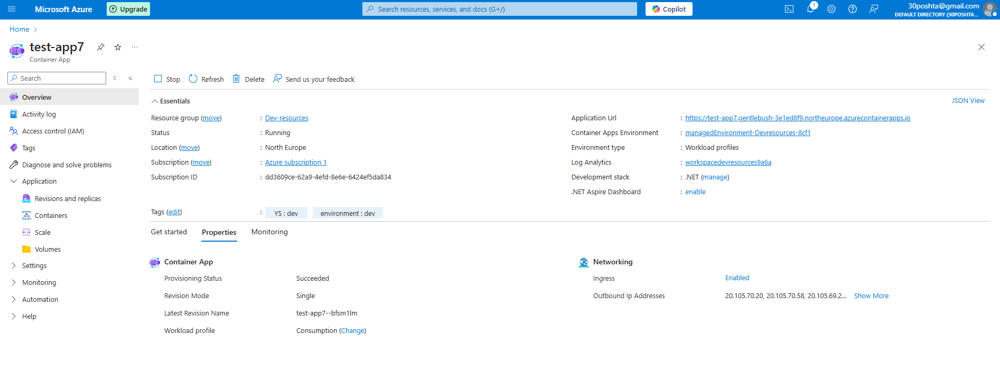 Microsoft Azure
Upgrade
Search resources, services, and docs (G+/)
Copilot
1
30poshta@gmail.com
DEFAULT DIRECTORY (30POSHTA...
Home
test-app7
Container App
Search
Overview
Activity log
Access control (IAM)
Tags
Diagnose and solve problems
Application
Revisions and replicas
Containers
Scale
Volumes
Settings
Monitoring
Automation
Help
Stop Refresh Delete Send us your feedback
Essentials
JSON View
Resource group (move) : Dev-resources
Status : Running
Location (move) : North Europe
Subscription (move) : Azure subscription 1
Subscription ID : dd3609ce-62a9-4efd-8e6e-6424ef5da834
Application Url : https://test-app7.gentlebush-3e1ed8f9.northeurope.azurecontainerapps.io
Container Apps Environment : managedEnvironment-Devresources-8cf1
Environment type : Workload profiles
Log Analytics : workspacedevresources9a6a
Development stack : .NET (manage)
.NET Aspire Dashboard : enable
Tags (edit) : YS : dev environment : dev
Get started Properties Monitoring
Container App
Provisioning Status Succeeded
Revision Mode Single
Latest Revision Name test-app7--bfsm1lm
Workload profile Consumption (Change)
Networking
Ingress Enabled
Outbound Ip Addresses 20.105.70.20, 20.105.70.58, 20.105.69.2... Show More